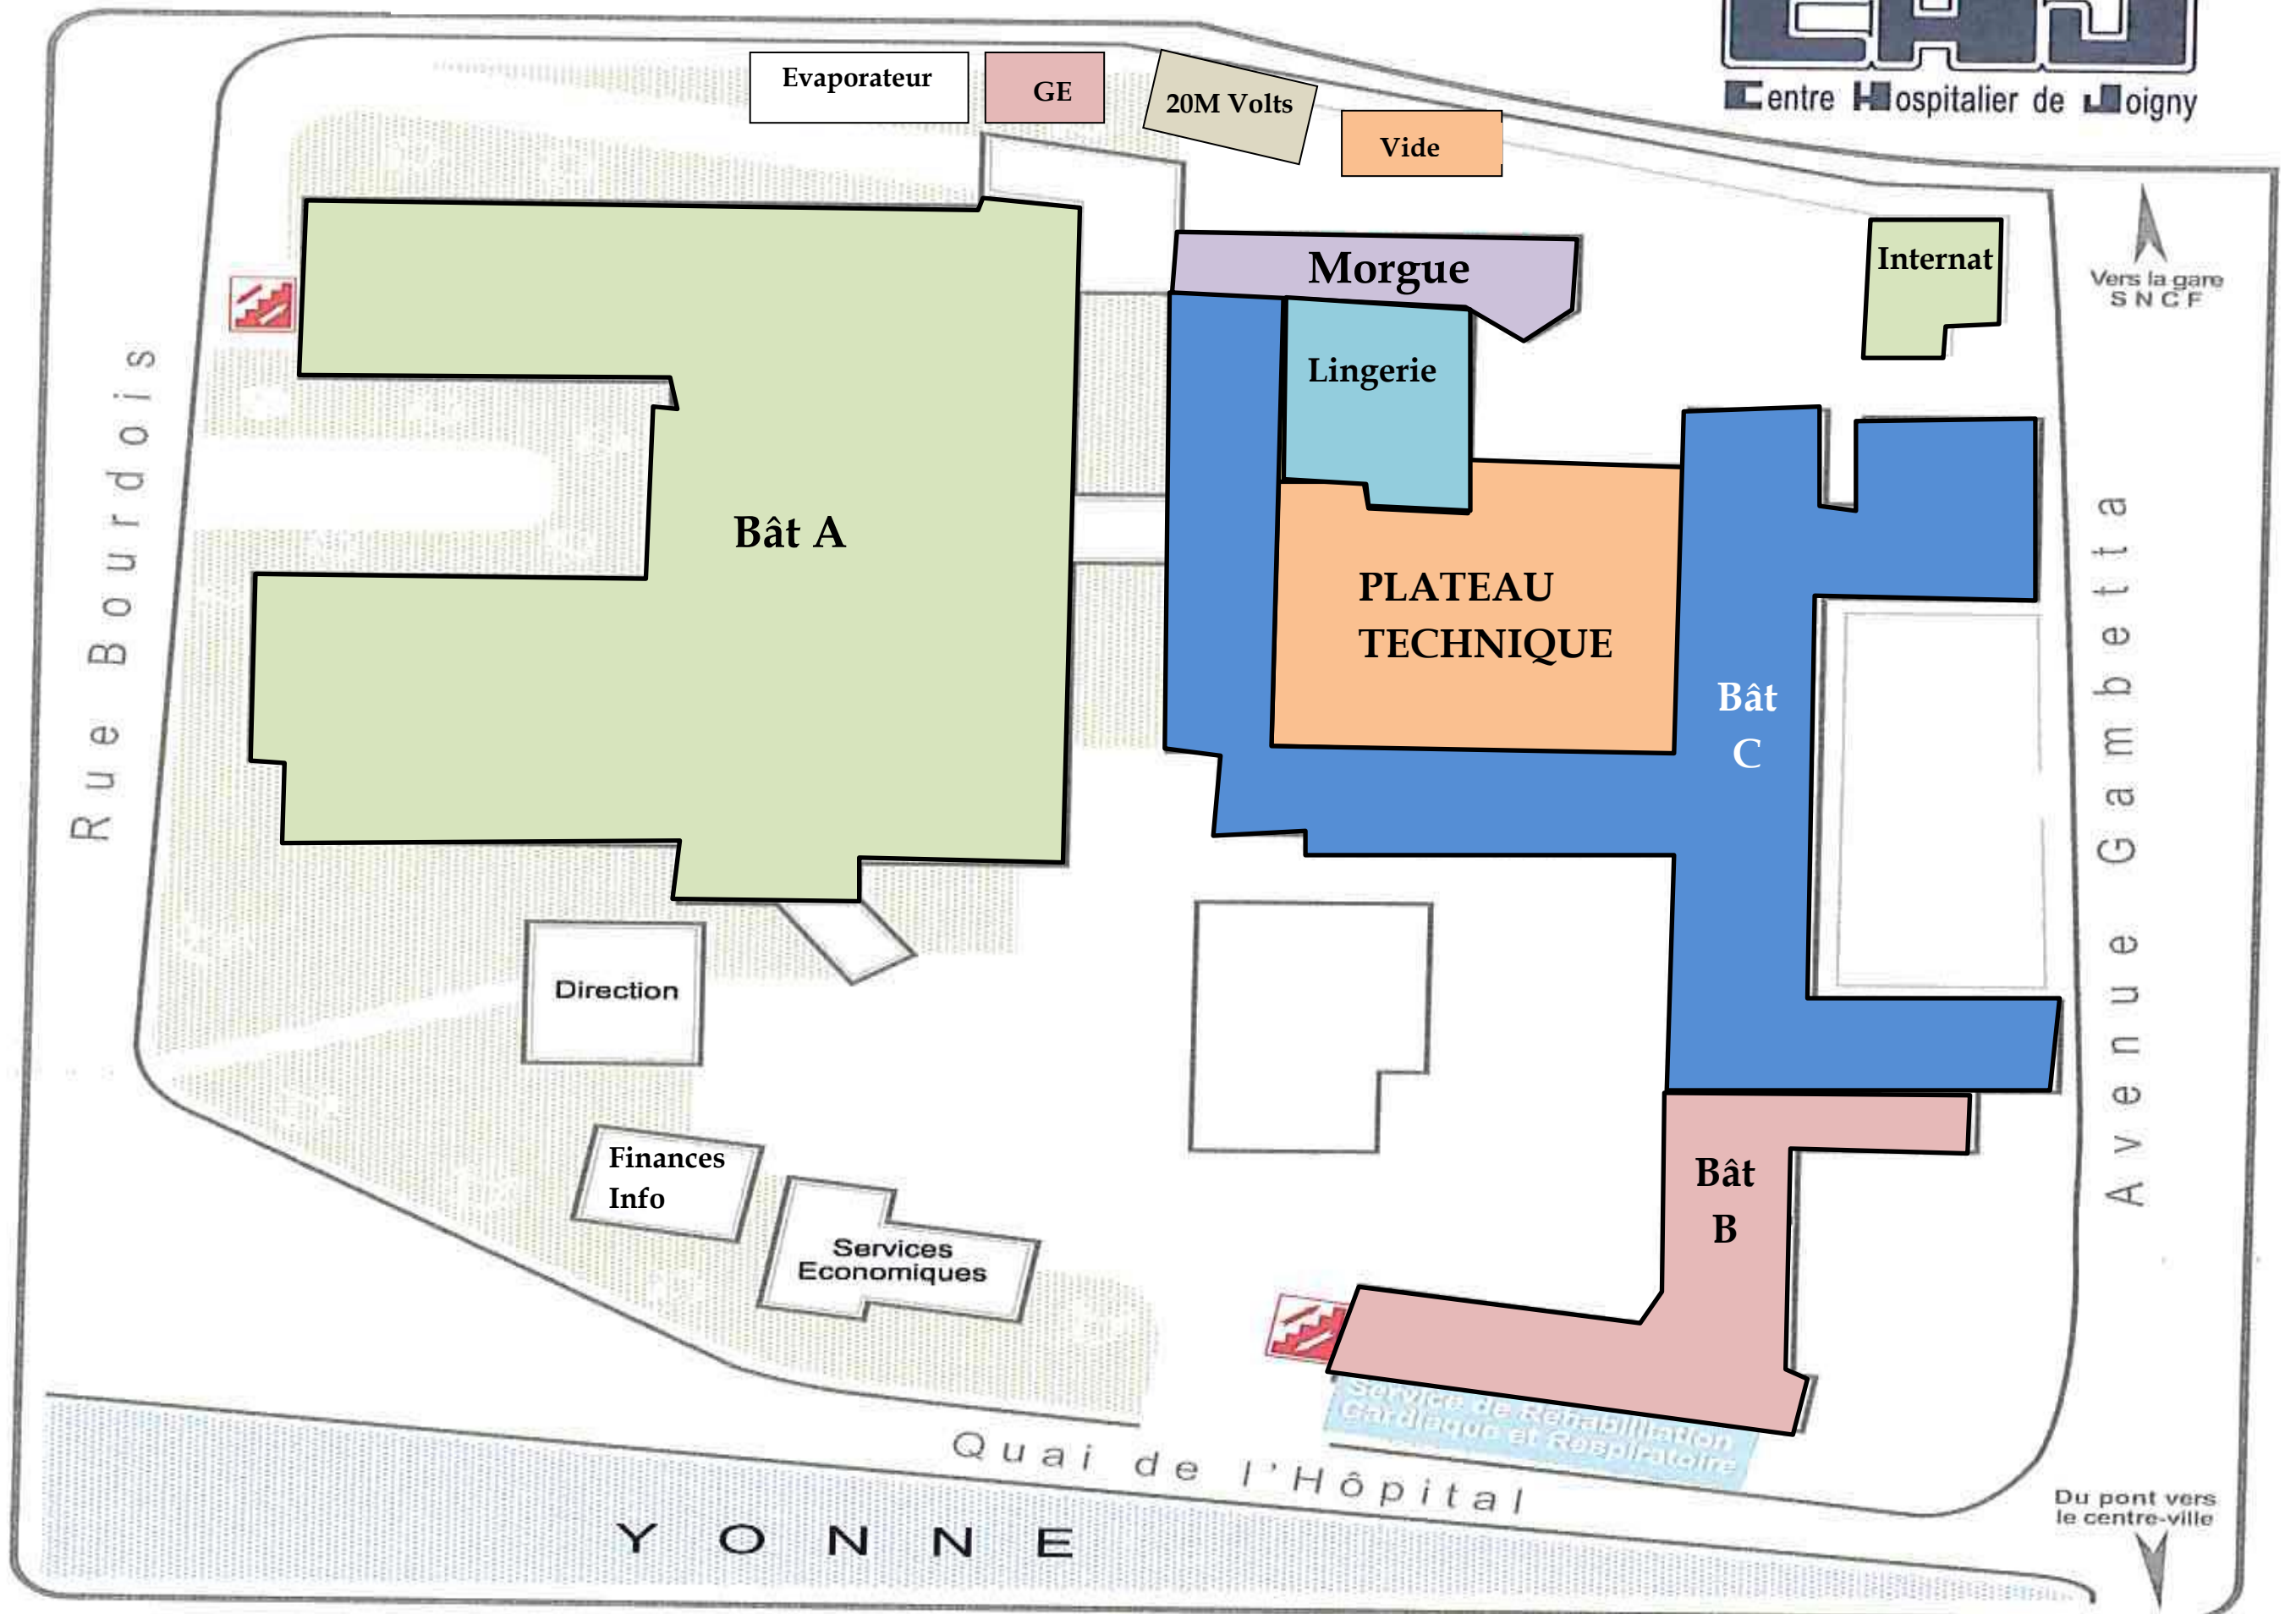 CHJ
Centre Hospitalier de Joigny
Evaporateur
GE
20M Volts
Vide
Morgue
Internat
Vers la gare
SNCF
Lingerie
Rue Bourdois
Bât A
PLATEAU
TECHNIQUE
Bât
C
Avenue Gambetta
Direction
Finances
Info
Services
Economiques
Bât
B
Service de Réhabilitation
Cardiaque et Respiratoire
Quai de l'Hôpital
YONNE
Du pont vers
le centre-ville